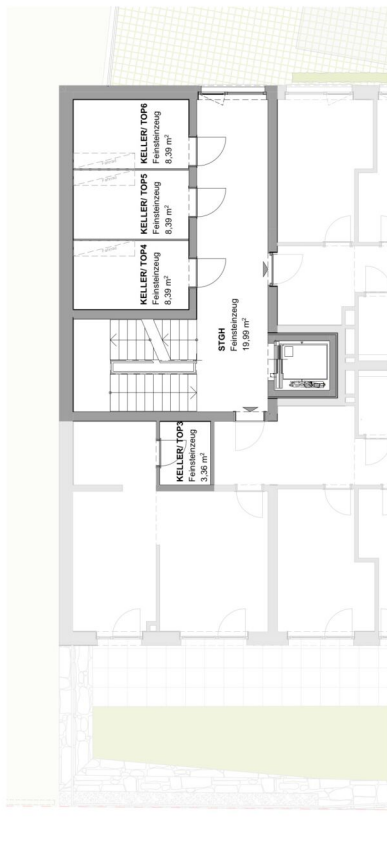 KELLER/ TOP6
Feinsteinzeug
8,39 m²
KELLER/ TOP5
Feinsteinzeug
8,39 m²
KELLER/ TOP4
Feinsteinzeug
8,39 m²
STGH
Feinsteinzeug
19,99 m²
KELLER/ TOP3
Feinsteinzeug
3,36 m²